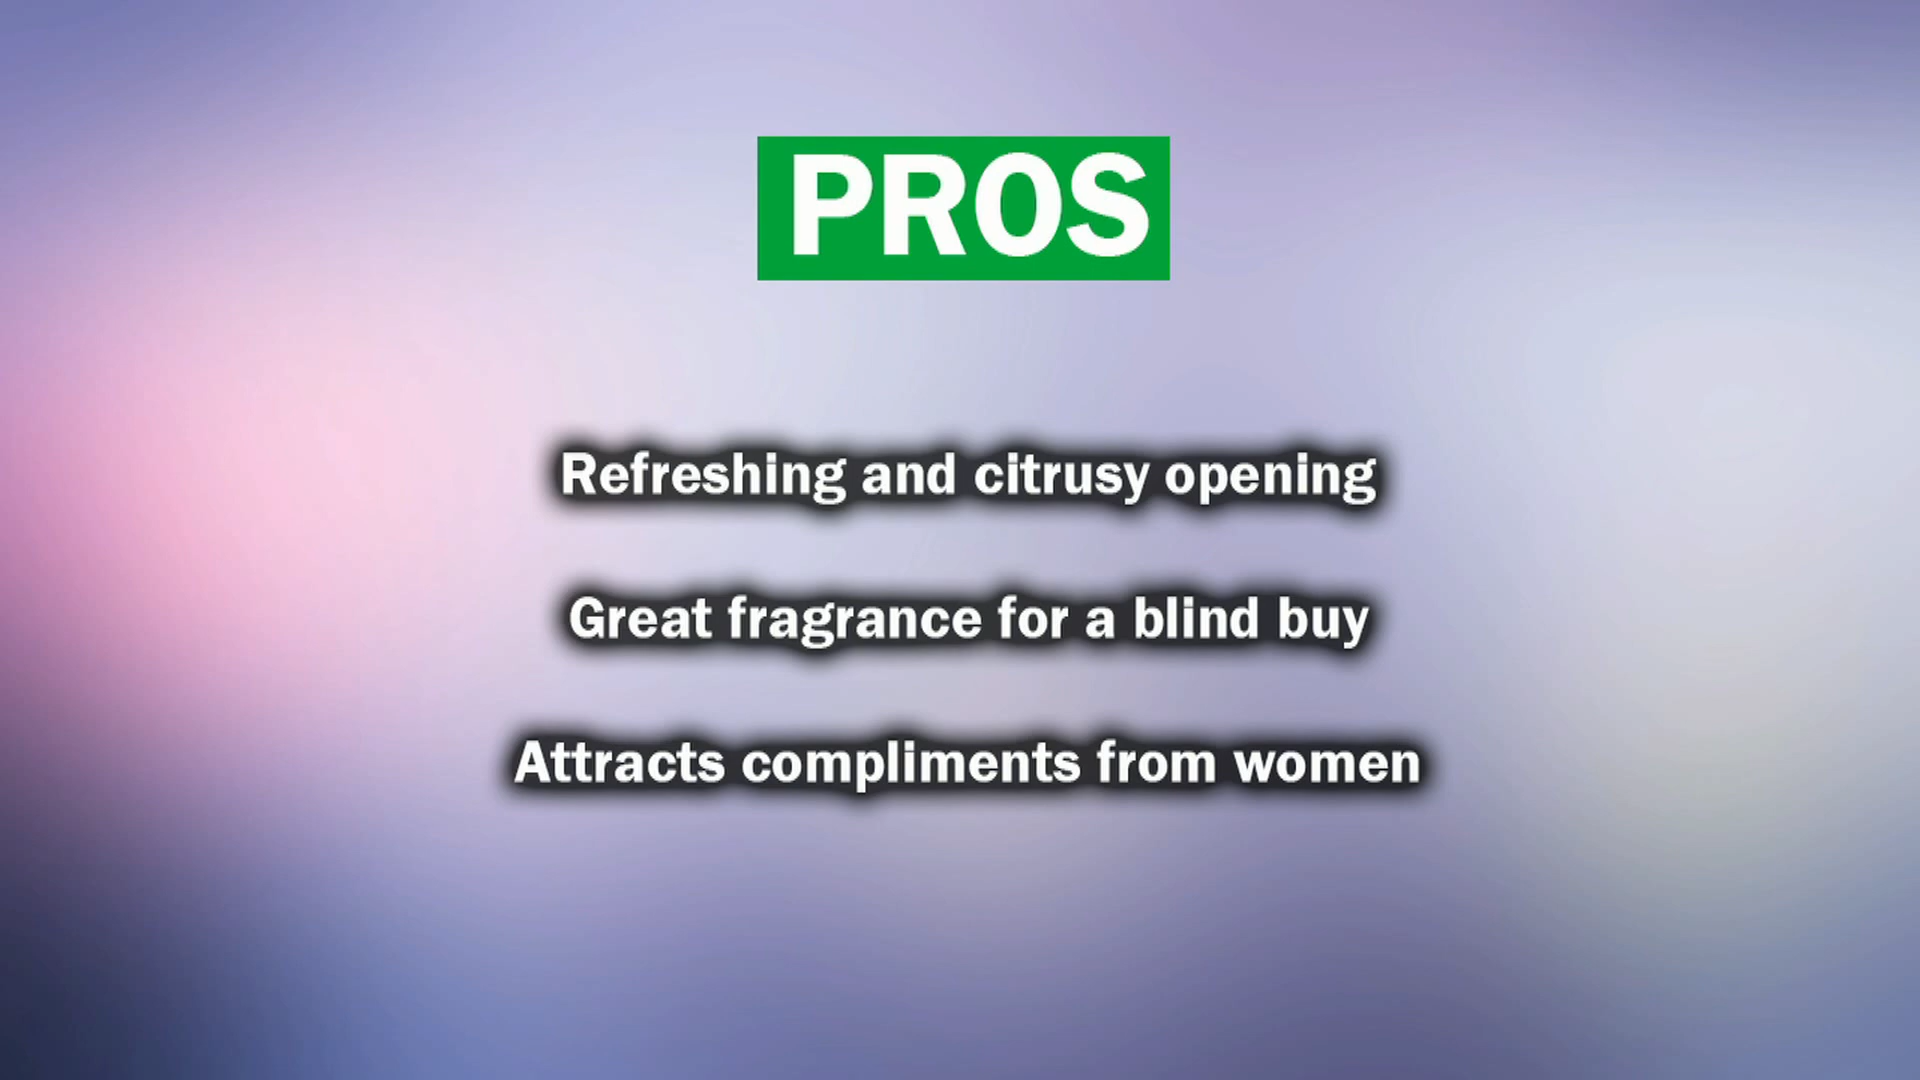 PROS
Refreshing and citrusy opening
Great fragrance for a blind buy
Attracts compliments from women